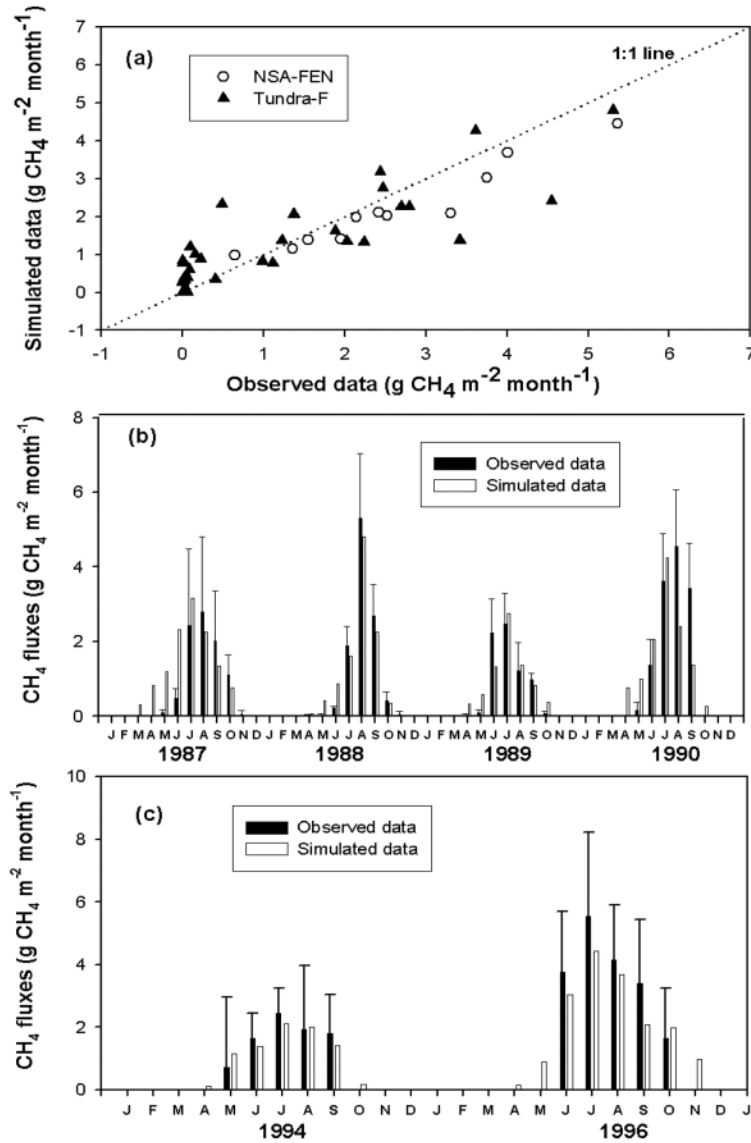 (a)
1:1 line
NSA-FEN
Tundra-F
Simulated data (g CH4 m-2 month-1)
7
6
5
4
3
2
1
0
-1
-1 0 1 2 3 4 5 6 7
Observed data (g CH4 m-2 month-1)
(b)
Observed data
Simulated data
CH4 fluxes (g CH4 m-2 month-1)
8
6
4
2
0
J F M A M J J A S O N D J F M A M J J A S O N D J F M A M J J A S O N D J F M A M J J A S O N D
1987 1988 1989 1990
(c)
Observed data
Simulated data
CH4 fluxes (g CH4 m-2 month-1)
10
8
6
4
2
0
J F M A M J J A S O N D J F M A M J J A S O N D J
1994 1996